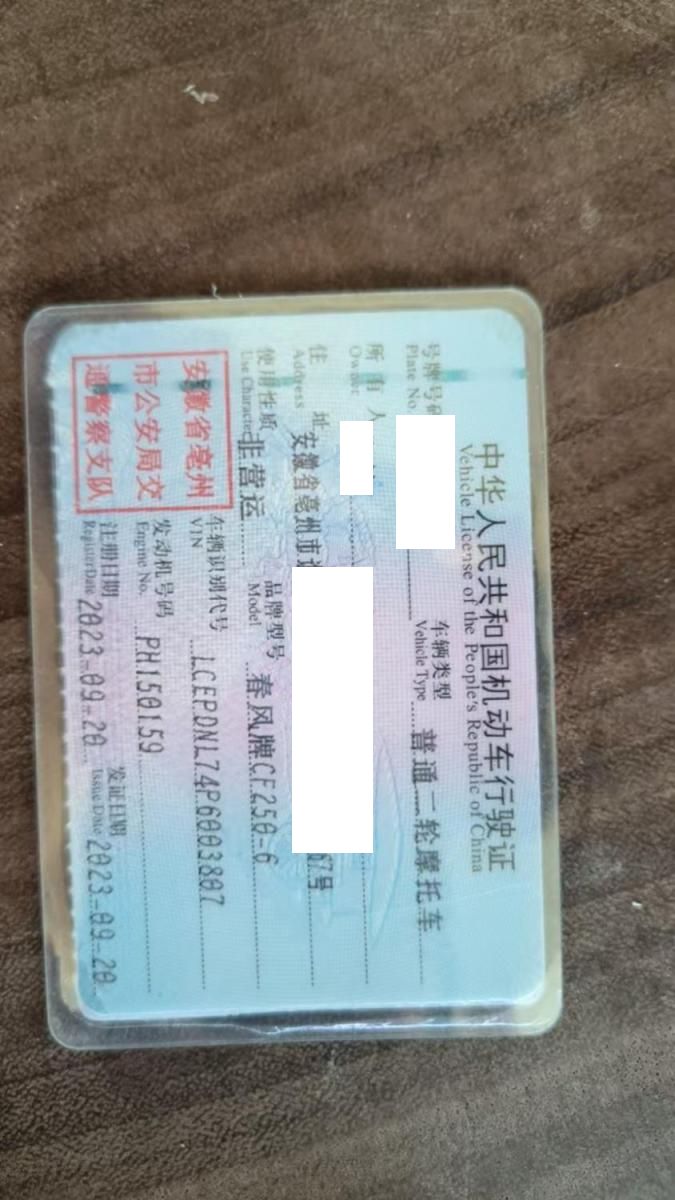 中华人民共和国机动车行驶证
Vehicle License of the People's Republic of China
号牌号码
Plate No.
车辆类型 普通二轮摩托车
Vehicle Type
所有人
Owner
住址 安徽省亳州市 67号
Address
使用性质 非营运
Use Character
品牌型号 春风牌CF250-6
Model
安徽省亳州
市公安局交
通警察支队
车辆识别代号 LCEPDNL74P6003807
VIN
发动机号码 PH150159
Engine No.
注册日期 2023-09-20
Register Date
发证日期 2023-09-20
Issue Date